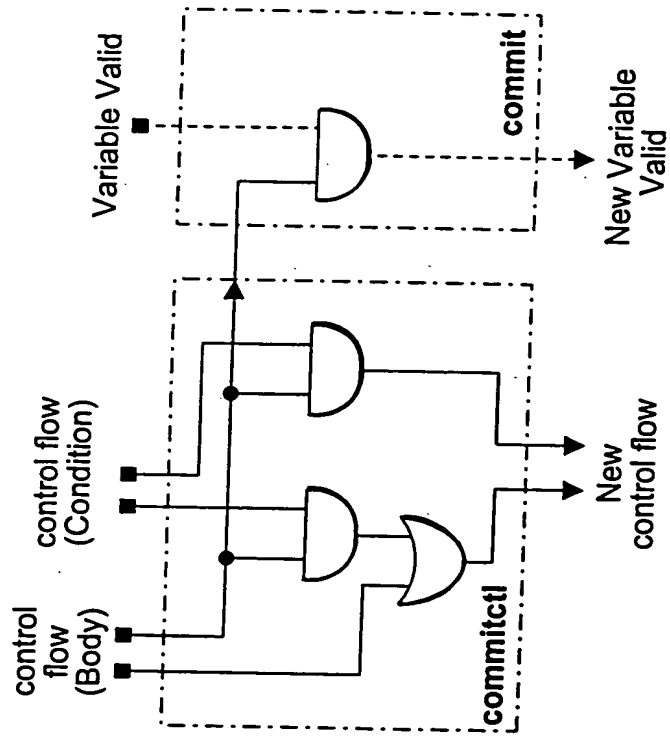 control
flow
(Body)
control flow
(Condition)
Variable Valid
commitctl
commit
New
control flow
New Variable
Valid